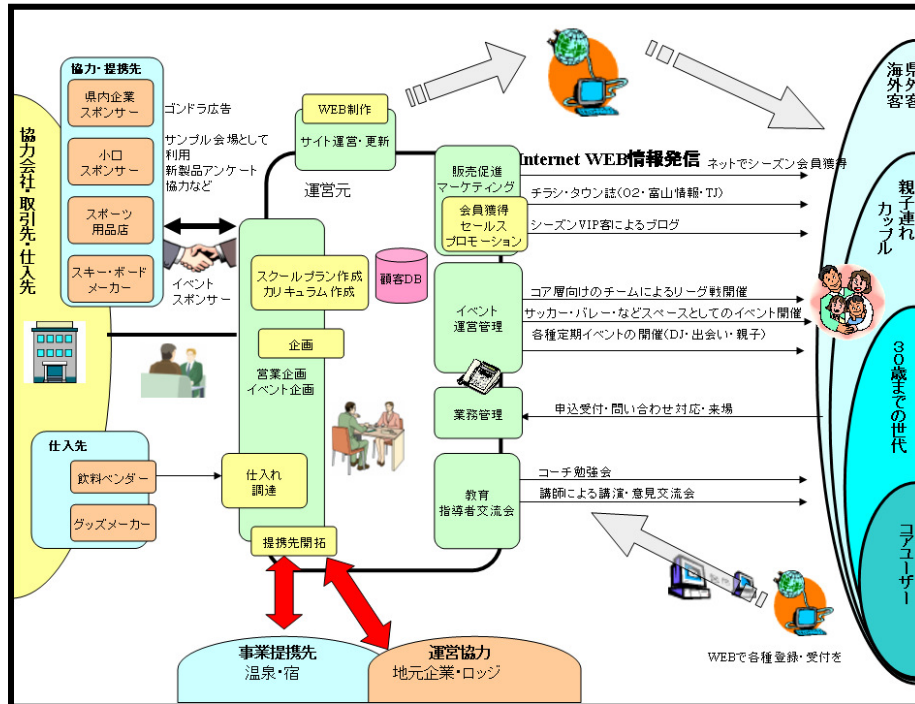 協力会社・取引先・仕入先
協力・提携先
県内企業
スポンサー
小口
スポンサー
スポーツ
用品店
スキー・ボード
メーカー
ゴンドラ広告
サンプル会場として
利用
新製品アンケート
協力など
イベント
スポンサー
仕入先
飲料ベンダー
グッズメーカー
WEB制作
サイト運営・更新
運営元
スクールプラン作成
カリキュラム作成
顧客DB
企画
営業企画
イベント企画
仕入れ
調達
提携先開拓
事業提携先
温泉・宿
運営協力
地元企業・ロッジ
販売促進
マーケティング
会員獲得
セールス
プロモーション
イベント
運営管理
業務管理
教育
指導者交流会
Internet WEB情報発信
ネットでシーズン会員獲得
チラシ・タウン誌(O2・富山情報・TJ)
シーズンVIP客によるブログ
コア層向けのチームによるリーグ戦開催
サッカー・バレー・などスペースとしてのイベント開催
各種定期イベントの開催(DJ・出会い・親子)
申込受付・問い合わせ対応・来場
コーチ勉強会
講師による講演・意見交流会
WEBで各種登録・受付を
県外客
海外客
親子連れ
カップル
30歳までの世代
コアユーザー